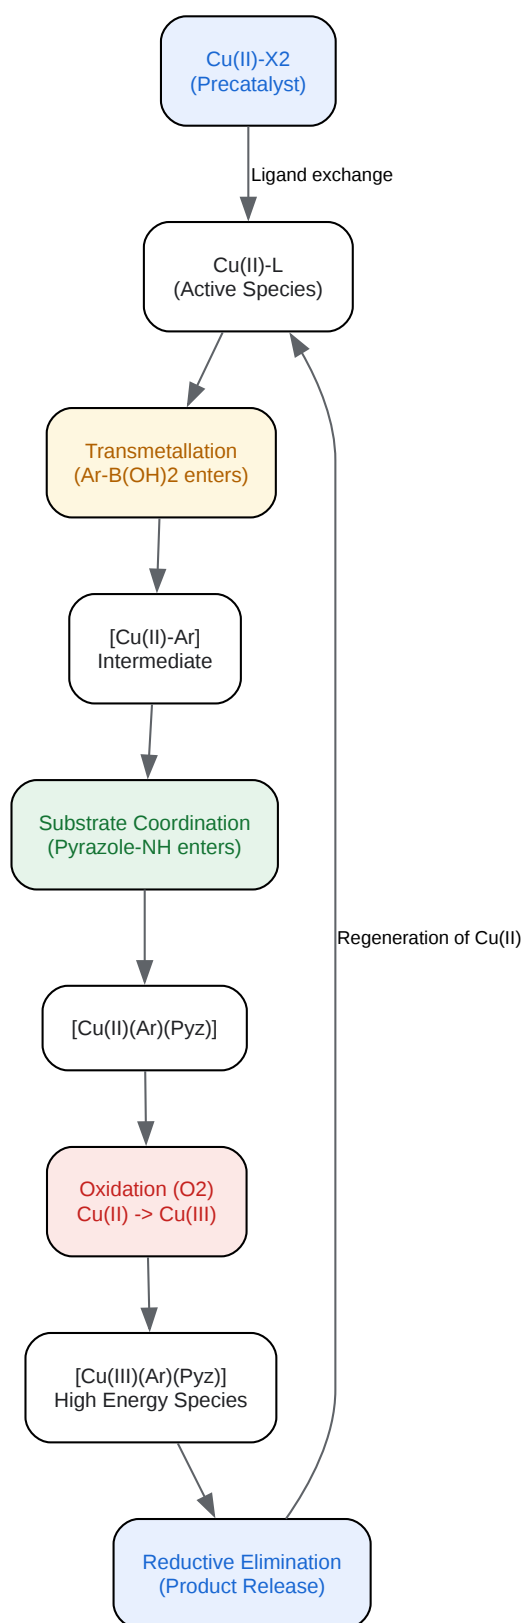 Cu(II)-X2
(Precatalyst)
Ligand exchange
Cu(II)-L
(Active Species)
Transmetallation
(Ar-B(OH)2 enters)
[Cu(II)-Ar]
Intermediate
Substrate Coordination
(Pyrazole-NH enters)
Regeneration of Cu(II)
[Cu(II)(Ar)(Pyz)]
Oxidation (O2)
Cu(II) -> Cu(III)
[Cu(III)(Ar)(Pyz)]
High Energy Species
Reductive Elimination
(Product Release)